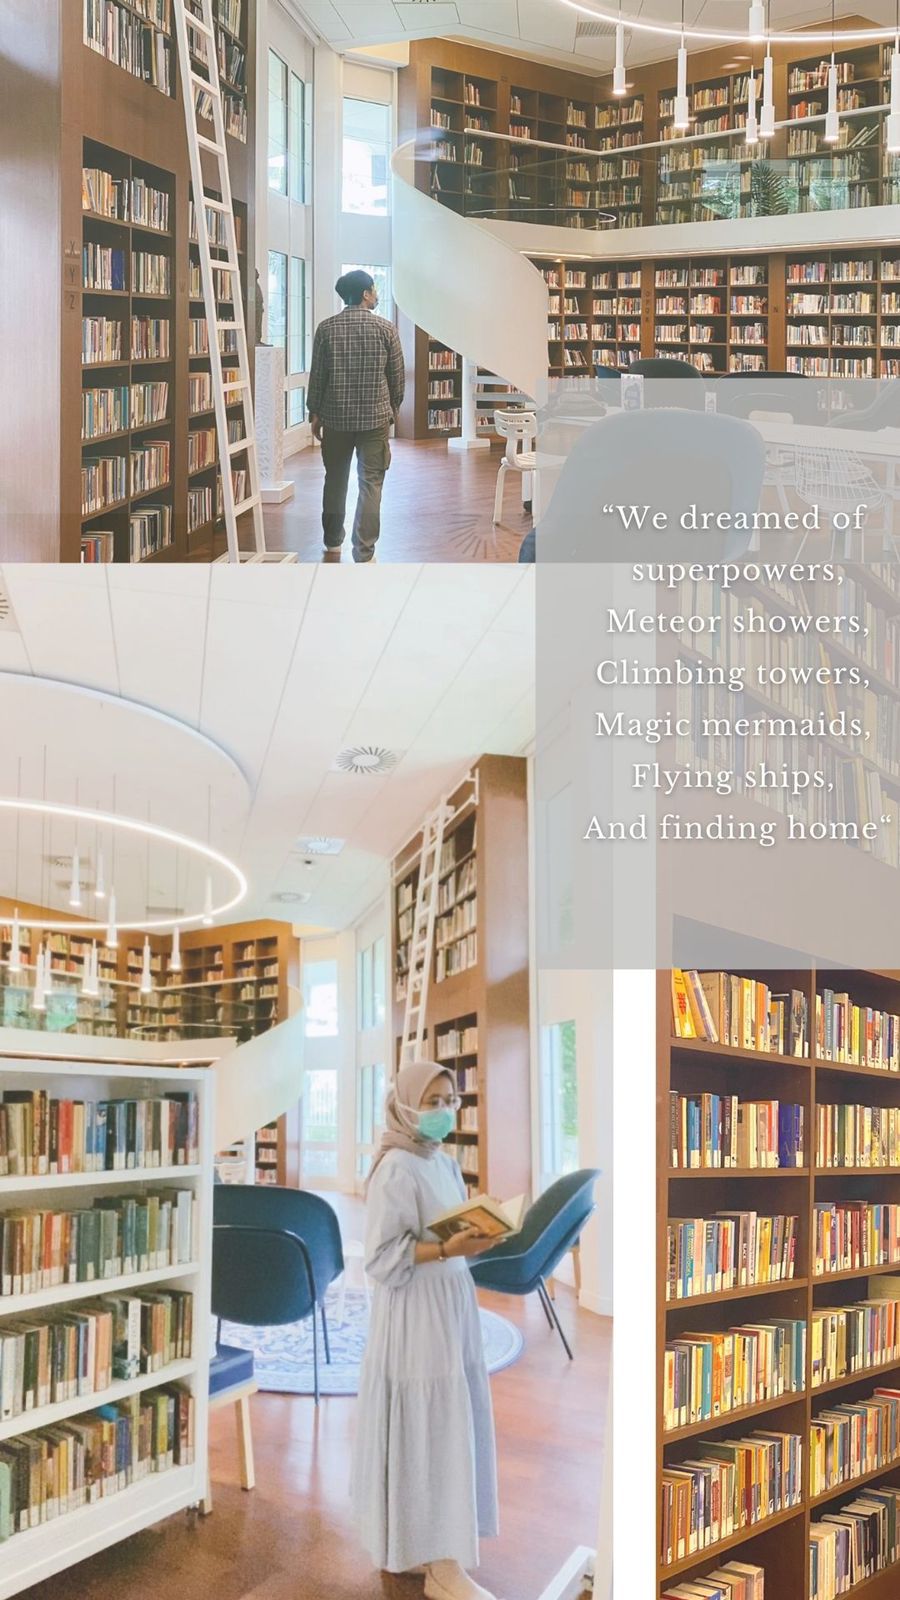 “We dreamed of
superpowers,
Meteor showers,
Climbing towers,
Magic mermaids,
Flying ships,
And finding home“
X
Y
Z
N